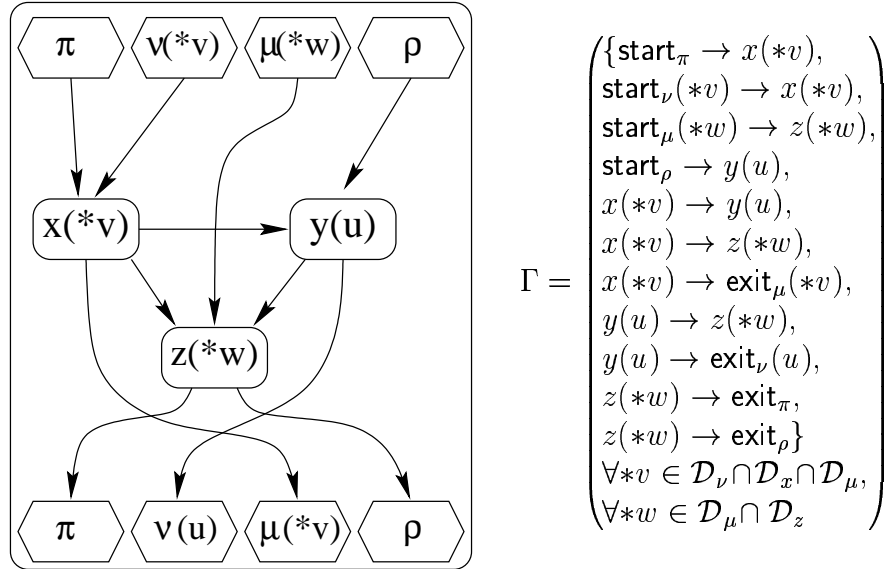 π ν(*v) μ(*w) ρ
x(*v) y(u)
z(*w)
π ν(u) μ(*v) ρ
Γ =
{start_π → x(*v),
start_ν(*v) → x(*v),
start_μ(*w) → z(*w),
start_ρ → y(u),
x(*v) → y(u),
x(*v) → z(*w),
x(*v) → exit_μ(*v),
y(u) → z(*w),
y(u) → exit_ν(u),
z(*w) → exit_π,
z(*w) → exit_ρ}
∀*v ∈ 𝒟_ν∩𝒟_x∩𝒟_μ,
∀*w ∈ 𝒟_μ∩ 𝒟_z